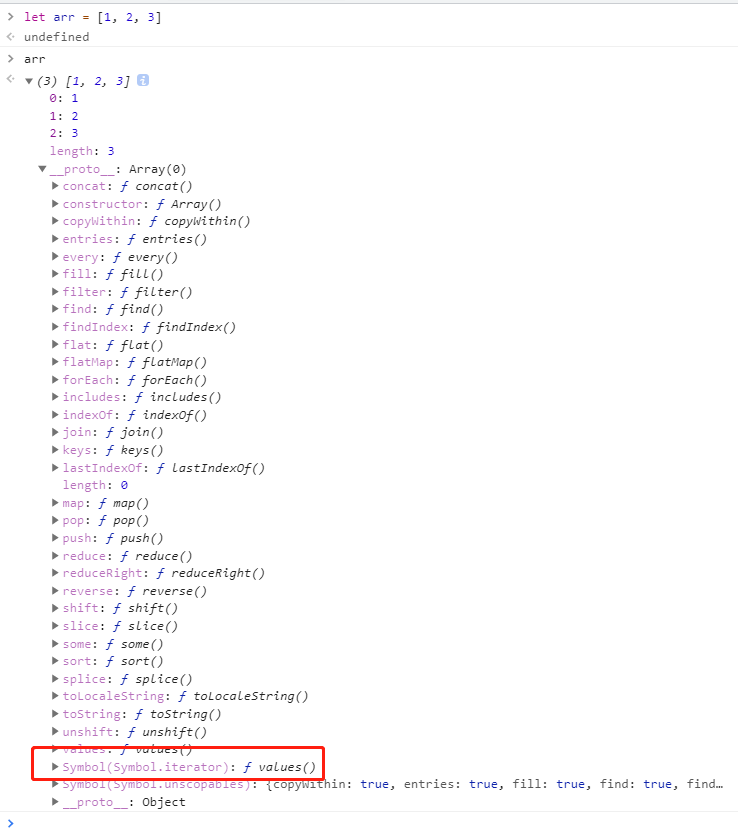 > let arr = [1, 2, 3]
undefined
> arr
(3) [1, 2, 3] i
0: 1
1: 2
2: 3
length: 3
__proto__: Array(0)
concat: ƒ concat()
constructor: ƒ Array()
copyWithin: ƒ copyWithin()
entries: ƒ entries()
every: ƒ every()
fill: ƒ fill()
filter: ƒ filter()
find: ƒ find()
findIndex: ƒ findIndex()
flat: ƒ flat()
flatMap: ƒ flatMap()
forEach: ƒ forEach()
includes: ƒ includes()
indexOf: ƒ indexOf()
join: ƒ join()
keys: ƒ keys()
lastIndexOf: ƒ lastIndexOf()
length: 0
map: ƒ map()
pop: ƒ pop()
push: ƒ push()
reduce: ƒ reduce()
reduceRight: ƒ reduceRight()
reverse: ƒ reverse()
shift: ƒ shift()
slice: ƒ slice()
some: ƒ some()
sort: ƒ sort()
splice: ƒ splice()
toLocaleString: ƒ toLocaleString()
toString: ƒ toString()
unshift: ƒ unshift()
values: ƒ values()
Symbol(Symbol.iterator): ƒ values()
Symbol(Symbol.unscopables): {copyWithin: true, entries: true, fill: true, find: true, find…
__proto__: Object
>